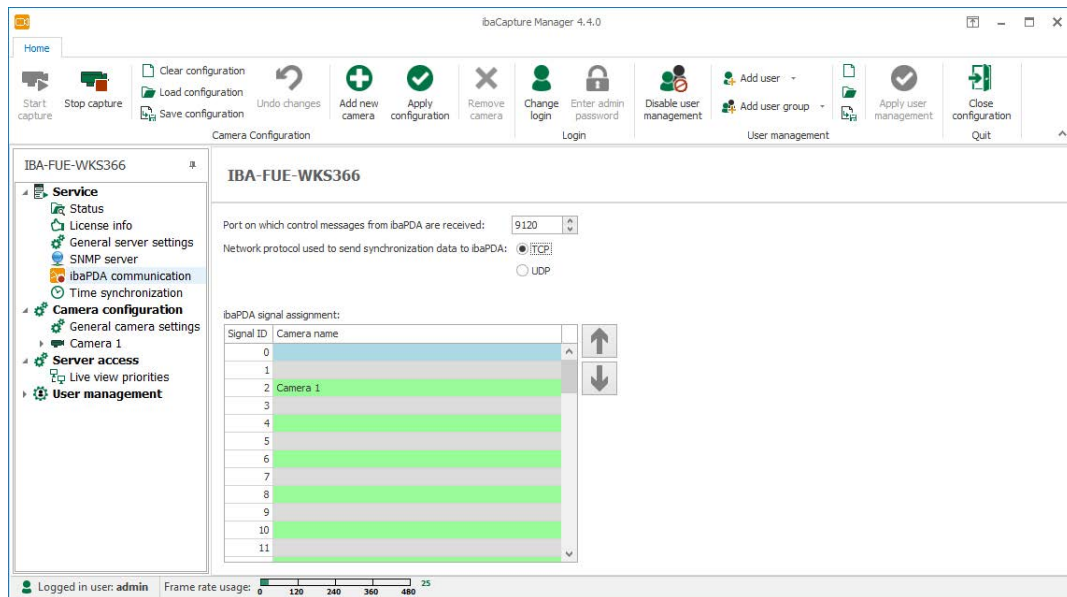 ibaCapture Manager 4.4.0
Home
Start capture
Stop capture
Clear configuration
Load configuration
Save configuration
Undo changes
Add new camera
Apply configuration
Remove camera
Camera Configuration
Change login
Enter admin password
Login
Disable user management
Add user
Add user group
Apply user management
User management
Close configuration
Quit
IBA-FUE-WKS366
Service
Status
License info
General server settings
SNMP server
ibaPDA communication
Time synchronization
Camera configuration
General camera settings
Camera 1
Server access
Live view priorities
User management
IBA-FUE-WKS366
Port on which control messages from ibaPDA are received: 9120
Network protocol used to send synchronization data to ibaPDA: TCP
UDP
ibaPDA signal assignment:
Signal ID Camera name
0
1
2 Camera 1
3
4
5
6
7
8
9
10
11
Logged in user: admin Frame rate usage: 0 120 240 360 480 25